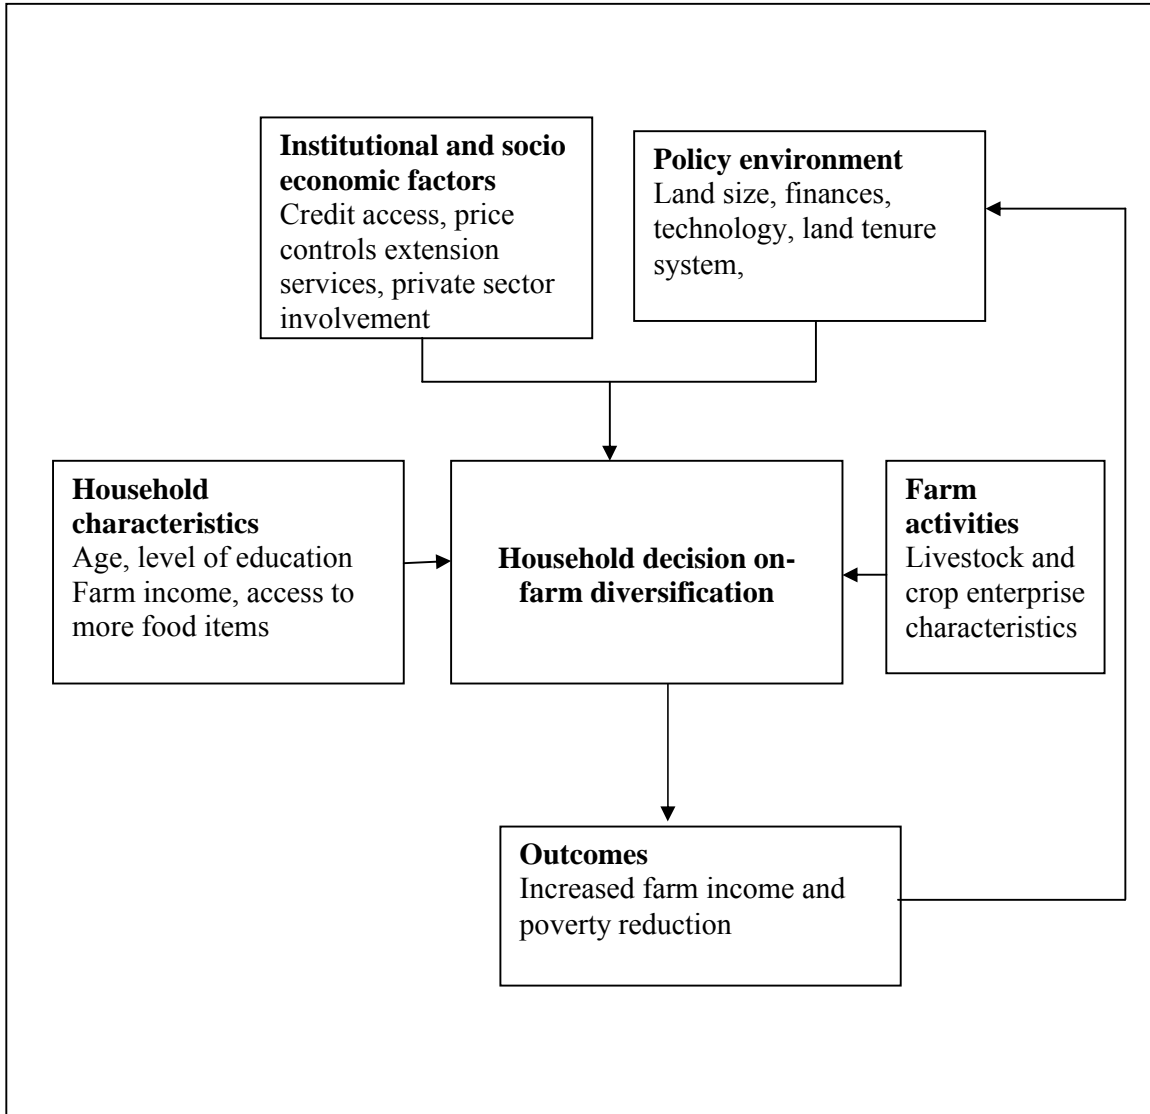 Institutional and socio
economic factors
Credit access, price
controls extension
services, private sector
involvement
Policy environment
Land size, finances,
technology, land tenure
system,
Household
characteristics
Age, level of education
Farm income, access to
more food items
Household decision on-
farm diversification
Farm
activities
Livestock and
crop enterprise
characteristics
Outcomes
Increased farm income and
poverty reduction